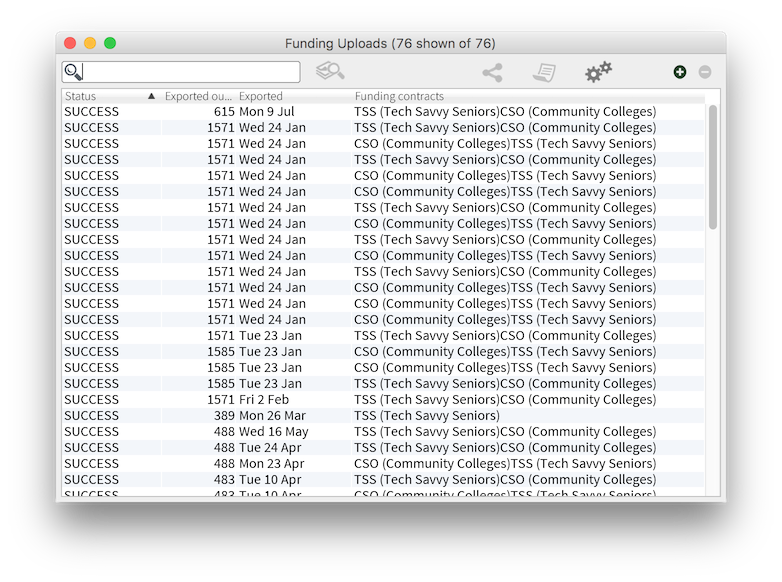 Funding Uploads (76 shown of 76)
Status Exported ou... Exported Funding contracts
SUCCESS 615 Mon 9 Jul TSS (Tech Savvy Seniors)CSO (Community Colleges)
SUCCESS 1571 Wed 24 Jan TSS (Tech Savvy Seniors)CSO (Community Colleges)
SUCCESS 1571 Wed 24 Jan CSO (Community Colleges)TSS (Tech Savvy Seniors)
SUCCESS 1571 Wed 24 Jan TSS (Tech Savvy Seniors)CSO (Community Colleges)
SUCCESS 1571 Wed 24 Jan CSO (Community Colleges)TSS (Tech Savvy Seniors)
SUCCESS 1571 Wed 24 Jan CSO (Community Colleges)TSS (Tech Savvy Seniors)
SUCCESS 1571 Wed 24 Jan TSS (Tech Savvy Seniors)CSO (Community Colleges)
SUCCESS 1571 Wed 24 Jan CSO (Community Colleges)TSS (Tech Savvy Seniors)
SUCCESS 1571 Wed 24 Jan TSS (Tech Savvy Seniors)CSO (Community Colleges)
SUCCESS 1571 Wed 24 Jan CSO (Community Colleges)TSS (Tech Savvy Seniors)
SUCCESS 1571 Wed 24 Jan TSS (Tech Savvy Seniors)CSO (Community Colleges)
SUCCESS 1571 Wed 24 Jan CSO (Community Colleges)TSS (Tech Savvy Seniors)
SUCCESS 1571 Wed 24 Jan CSO (Community Colleges)TSS (Tech Savvy Seniors)
SUCCESS 1571 Wed 24 Jan CSO (Community Colleges)TSS (Tech Savvy Seniors)
SUCCESS 1571 Tue 23 Jan TSS (Tech Savvy Seniors)CSO (Community Colleges)
SUCCESS 1585 Tue 23 Jan CSO (Community Colleges)TSS (Tech Savvy Seniors)
SUCCESS 1585 Tue 23 Jan CSO (Community Colleges)TSS (Tech Savvy Seniors)
SUCCESS 1585 Tue 23 Jan TSS (Tech Savvy Seniors)CSO (Community Colleges)
SUCCESS 1571 Fri 2 Feb TSS (Tech Savvy Seniors)CSO (Community Colleges)
SUCCESS 389 Mon 26 Mar TSS (Tech Savvy Seniors)
SUCCESS 488 Wed 16 May TSS (Tech Savvy Seniors)CSO (Community Colleges)
SUCCESS 488 Tue 24 Apr TSS (Tech Savvy Seniors)CSO (Community Colleges)
SUCCESS 488 Mon 23 Apr CSO (Community Colleges)TSS (Tech Savvy Seniors)
SUCCESS 483 Tue 10 Apr TSS (Tech Savvy Seniors)CSO (Community Colleges)
SUCCESS 483 Tue 10 Apr CSO (Community Colleges)TSS (Tech Savvy Seniors)